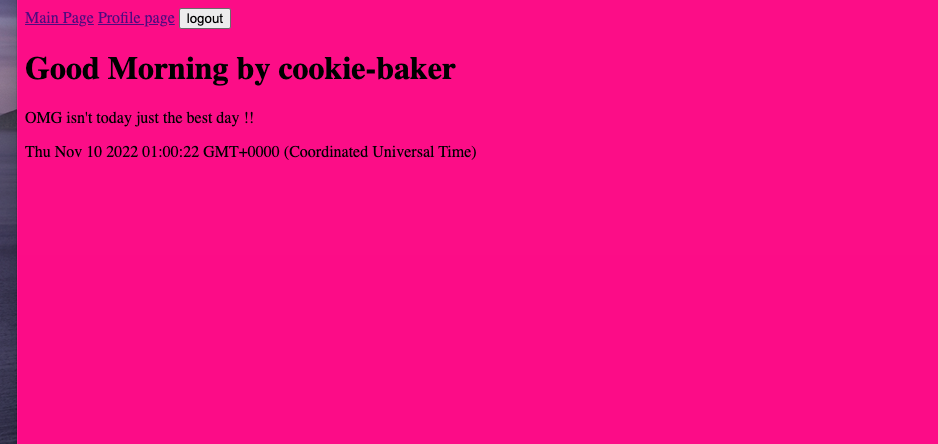 Main Page Profile page logout
Good Morning by cookie-baker
OMG isn't today just the best day !!
Thu Nov 10 2022 01:00:22 GMT+0000 (Coordinated Universal Time)